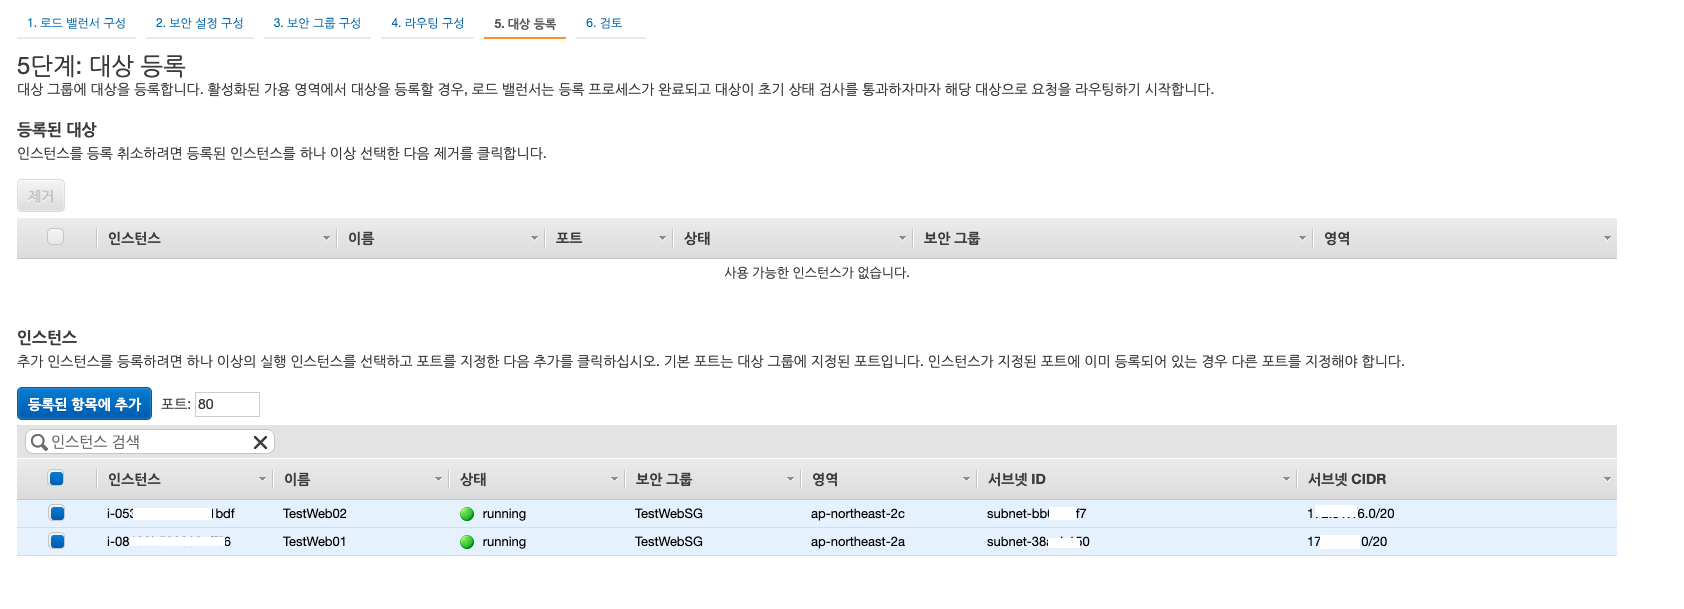 1. 로드 밸런서 구성 2. 보안 설정 구성 3. 보안 그룹 구성 4. 라우팅 구성 5. 대상 등록 6. 검토
5단계: 대상 등록
대상 그룹에 대상을 등록합니다. 활성화된 가용 영역에서 대상을 등록할 경우, 로드 밸런서는 등록 프로세스가 완료되고 대상이 초기 상태 검사를 통과하자마자 해당 대상으로 요청을 라우팅하기 시작합니다.
등록된 대상
인스턴스를 등록 취소하려면 등록된 인스턴스를 하나 이상 선택한 다음 제거를 클릭합니다.
제거
인스턴스 이름 포트 상태 보안 그룹 영역
사용 가능한 인스턴스가 없습니다.
인스턴스
추가 인스턴스를 등록하려면 하나 이상의 실행 인스턴스를 선택하고 포트를 지정한 다음 추가를 클릭하십시오. 기본 포트는 대상 그룹에 지정된 포트입니다. 인스턴스가 지정된 포트에 이미 등록되어 있는 경우 다른 포트를 지정해야 합니다.
등록된 항목에 추가 포트: 80
인스턴스 검색
인스턴스 이름 상태 보안 그룹 영역 서브넷 ID 서브넷 CIDR
i-053 bdf TestWeb02 running TestWebSG ap-northeast-2c subnet-bb f7 6.0/20
i-08 6 TestWeb01 running TestWebSG ap-northeast-2a subnet-38 50 17 0/20